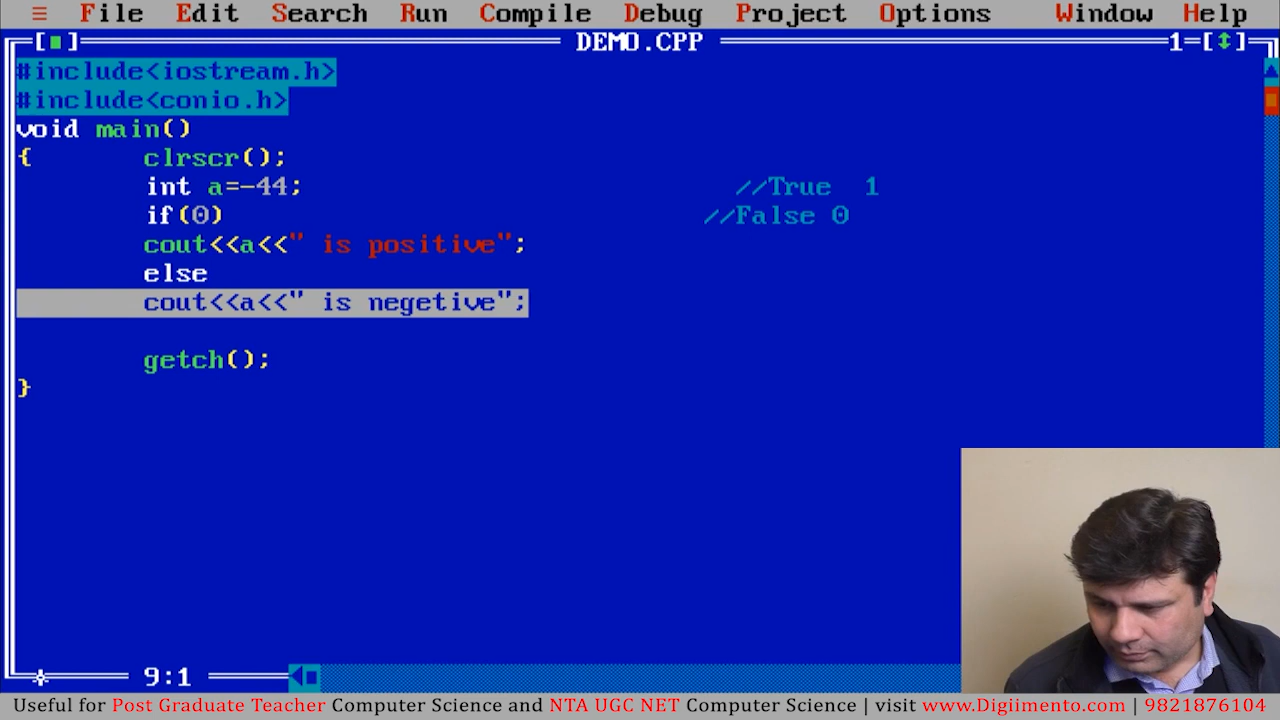 ≡ File Edit Search Run Compile Debug Project Options Window Help
[■] DEMO.CPP 1=[↕]
#include<iostream.h>
#include<conio.h>
void main()
{ clrscr();
int a=-44; //True 1
if(0) //False 0
cout<<a<<" is positive";
else
cout<<a<<" is negetive";
getch();
}
9:1
Useful for Post Graduate Teacher Computer Science and NTA UGC NET Computer Science | visit www.Digiimento.com | 9821876104